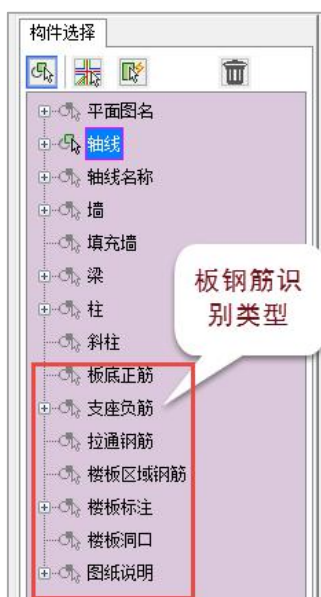 构件选择
平面图名
轴线
轴线名称
墙
填充墙
梁
柱
斜柱
板钢筋识
别类型
板底正筋
支座负筋
拉通钢筋
楼板区域钢筋
楼板标注
楼板洞口
图纸说明